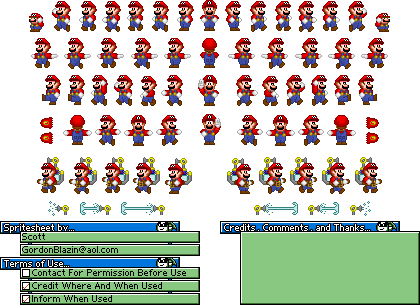 Spritesheet by...
Scott
GordonBlazin@aol.com
Terms of Use...
Contact For Permission Before Use
Credit Where And When Used
Inform When Used
Credits, Comments, and Thanks...